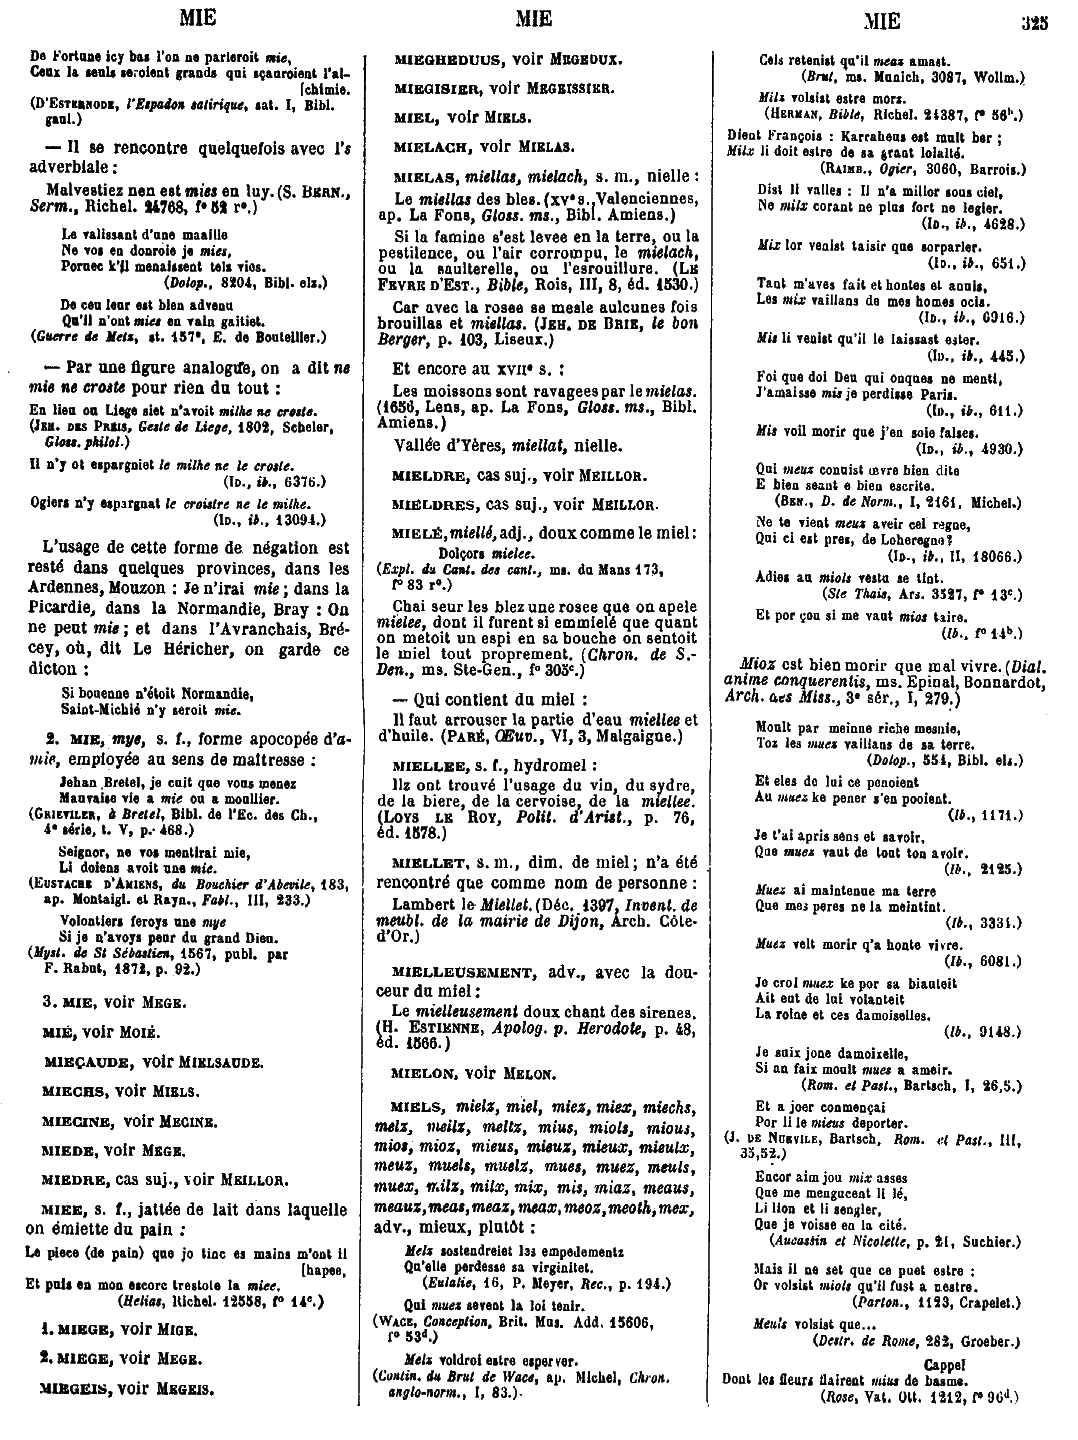 MIE
MIE
MIE
325
De Fortune icy bas l'on ne parleroit mie,
Ceux la seuls seroient grands qui sçauroient l'al-
[chimie.
(D'ESTERNODE, l'Espadon satirique, sat. I, Bibl.
gaul.)
— Il se rencontre quelquefois avec l's
adverbiale :
Malvestiez nen est mies en luy. (S. BERN.,
Serm., Richel. 24768, f° 52 r°.)
Le valissant d'une maaille
Ne vos en donroie je mies,
Pornec k'il menaissent tels vies.
(Dolop., 8204, Bibl. elz.)
De ceu leur est bien advenu
Qu'il n'ont mies en vain gaitiet.
(Guerre de Metz, st. 157e, E. de Bouteiller.)
— Par une figure analogue, on a dit ne
mie ne croste pour rien du tout :
En lieu ou Liege siet n'avoit milhe ne croste.
(JEH. DES PREIS, Geste de Liege, 1802, Scheler,
Gloss. philol.)
Il n'y ot espargniet le milhe ne le croste.
(ID., ib., 6376.)
Ogiers n'y espargnat le croistre ne le milhe.
(ID., ib., 13094.)
L'usage de cette forme de négation est
resté dans quelques provinces, dans les
Ardennes, Mouzon : Je n'irai mie ; dans la
Picardie, dans la Normandie, Bray : On
ne peut mie ; et dans l'Avranchais, Bré-
cey, où, dit Le Héricher, on garde ce
dicton :
Si bouenne n'étoit Normandie,
Saint-Michié n'y seroit mie.
2. MIE, mye, s. f., forme apocopée d'a-
mie, employée au sens de maîtresse :
Jehan Bretel, je cuit que vous menez
Mauvaise vie a mie ou a moullier.
(GRIEVILER, à Bretel, Bibl. de l'Ec. des Ch.,
4e série, t. V, p. 468.)
Seignor, ne vos mentirai mie,
Li doiens avoit une mie.
(EUSTACHE D'AMIENS, du Bouchier d'Abevile, 183,
ap. Montaigl. et Rayn., Fabl., III, 233.)
Volontiers feroys une mye
Si je n'avoys peur du grand Dieu.
(Myst. de St Sébastien, 1567, publ. par
F. Rabut, 1872, p. 92.)
3. MIE, voir MEGE.
MIÉ, voir MOIÉ.
MIEÇAUDE, voir MIELSAUDE.
MIECHS, voir MIELS.
MIECINE, voir MECINE.
MIEDE, voir MEGE.
MIEDRE, cas suj., voir MEILLOR.
MIEE, s. f., jattée de lait dans laquelle
on émiette du pain :
Le piece (de pain) que jo tinc es mains m'ont il
[hapee,
Et puis en mon escorc trestote la miee.
(Helias, Richel. 12558, f° 14c.)
1. MIEGE, voir MIGE.
2. MIEGE, voir MEGE.
MIEGEIS, voir MEGEIS.
MIEGHEDUUS, voir MEGEDUX.
MIEGISIER, voir MEGEISSIER.
MIEL, voir MIELS.
MIELACH, voir MIELAS.
MIELAS, miellas, mielach, s. m., nielle :
Le miellas des bles. (XVe s., Valenciennes,
ap. La Fons, Gloss. ms., Bibl. Amiens.)
Si la famine s'est levee en la terre, ou la
pestilence, ou l'air corrompu, le mielach,
ou la saulterelle, ou l'esrouillure. (LE
FEVRE D'EST., Bible, Rois, III, 8, éd. 1530.)
Car avec la rosee se mesle aulcunes fois
brouillas et miellas. (JEH. DE BRIE, le bon
Berger, p. 103, Liseux.)
Et encore au XVIIe s. :
Les moissons sont ravagees par le mielas.
(1656, Lens, ap. La Fons, Gloss. ms., Bibl.
Amiens.)
Vallée d'Yères, miellat, nielle.
MIELDRE, cas suj., voir MEILLOR.
MIELDRES, cas suj., voir MEILLOR.
MIELÉ, miellé, adj., doux comme le miel :
Dolçors mielee.
(Expl. du Cant. des cant., ms. du Mans 173,
f° 83 r°.)
Chai seur les blez une rosee que on apele
mielee, dont il furent si emmielé que quant
on metoit un espi en sa bouche on sentoit
le miel tout proprement. (Chron. de S.-
Den., ms. Ste-Gen., f° 305c.)
— Qui contient du miel :
Il faut arrouser la partie d'eau miellee et
d'huile. (PARÉ, Œuv., VI, 3, Malgaigne.)
MIELLEE, s. f., hydromel :
Ilz ont trouvé l'usage du vin, du sydre,
de la biere, de la cervoise, de la miellee.
(LOYS LE ROY, Polit. d'Arist., p. 76,
éd. 1578.)
MIELLET, s. m., dim. de miel ; n'a été
rencontré que comme nom de personne :
Lambert le Miellet. (Déc. 1397, Invent. de
meubl. de la mairie de Dijon, Arch. Côte-
d'Or.)
MIELLEUSEMENT, adv., avec la dou-
ceur du miel :
Le mielleusement doux chant des sirenes.
(H. ESTIENNE, Apolog. p. Herodote, p. 48,
éd. 1566.)
MIELON, voir MELON.
MIELS, mielz, miel, miez, miex, miechs,
melz, meilz, meltz, mius, miols, mious,
mios, mioz, mieus, mieuz, mieux, mieulx,
meuz, muels, muelz, mues, muez, meuls,
muex, milz, milx, mix, mis, miaz, meaus,
meauz, meas, meaz, meax, meoz, meoth, mex,
adv., mieux, plutôt :
Melz sostendreiet les empedementz
Qu'elle perdesse sa virginitet.
(Eulalie, 16, P. Meyer, Rec., p. 194.)
Qui muez sevent la loi tenir.
(WACE, Conception, Brit. Mus. Add. 15606,
f° 53d.)
Melz voldroi estre esperver.
(Contin. du Brut de Wace, ap. Michel, Chron.
anglo-norm., I, 83.)
Cels retenist qu'il meaz amast.
(Brut, ms. Munich, 3087, Vollm.)
Milz volsist estre morz.
(HERMAN, Bible, Richel. 24387, f° 56b.)
Dient François : Karraheus est mult ber ;
Milx li doit estre de sa grant loialté.
(RAIMB., Ogier, 3060, Barrois.)
Dist li valles : Il n'a millor sous ciel,
Ne milx corant ne plus fort ne legier.
(ID., ib., 4628.)
Mix lor venist taisir que sorparler.
(ID., ib., 651.)
Tant m'aves fait et hontes et anuis,
Les mix vaillans de mes homes ocis.
(ID., ib., 6916.)
Mis li venist qu'il le laissast ester.
(ID., ib., 445.)
Foi que doi Deu qui onques ne menti,
J'amaisse mis je perdisse Paris.
(ID., ib., 611.)
Mis voil morir que j'en soie falses.
(ID., ib., 4930.)
Qui meux conuist œvre bien dite
E bien seant e bien escrite.
(BEN., D. de Norm., I, 2161, Michel.)
Ne te vient meux aveir cel regne,
Qui ci est pres, de Loheregne?
(ID., ib., II, 18066.)
Adies au miols vestu se tint.
(Ste Thais, Ars. 3527, f° 13c.)
Et por çou si me vaut mios taire.
(Ib., f° 14b.)
Mioz est bien morir que mal vivre. (Dial.
anime conquerentis, ms. Epinal, Bonnardot,
Arch. des Miss., 3e sér., I, 279.)
Moult par meinne riche mesnie,
Toz les muez vaillans de sa terre.
(Dolop., 554, Bibl. els.)
Et eles de lui ce penoient
Au muez ke pener s'en pooient.
(Ib., 1171.)
Je t'ai apris sens et savoir,
Que muez vaut de tout ton avoir.
(Ib., 2125.)
Muez ai maintenue ma terre
Que mes peres ne la meintint.
(Ib., 3331.)
Muez velt morir q'a honte vivre.
(Ib., 6081.)
Je croi muez ke por sa biauteit
Ait eut de lui volanteit
La roine et ces damoiselles.
(Ib., 9148.)
Je suix jone damoixelle,
Si an faix moult mues a ameir.
(Rom. et Past., Bartsch, I, 26,5.)
Et a joer conmençai
Por li le mieus deporter.
(J. DE NUEVILE, Bartsch, Rom. et Past., III,
33,52.)
Encor aim jou mix asses
Que me mengucent li lé,
Li lion et li sengler,
Que je voisse en la cité.
(Aucassin et Nicolette, p. 21, Suchier.)
Mais il ne set que ce puet estre :
Or volsist miols qu'il fust a nestre.
(Parton., 1123, Crapelet.)
Meuls volsist que...
(Destr. de Rome, 282, Groeber.)
Cappel
Dont les fleurs flairent mius de basme.
(Rose, Vat. Ott. 1212, f° 96d.)